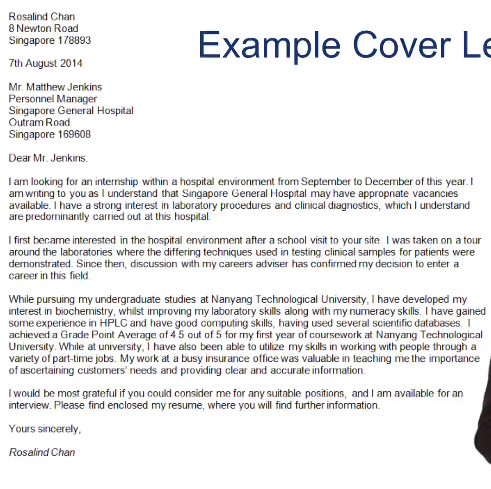 Rosalind Chan
8 Newton Road
Singapore 178893
Example Cover Le
7th August 2014
Mr. Matthew Jenkins
Personnel Manager
Singapore General Hospital
Outram Road
Singapore 169608
Dear Mr. Jenkins.
I am looking for an internship within a hospital environment from September to December of this year. I
am writing to you as I understand that Singapore General Hospital may have appropriate vacancies
available. I have a strong interest in laboratory procedures and clinical diagnostics, which I understand
are predominantly carried out at this hospital.
I first became interested in the hospital environment after a school visit to your site. I was taken on a tour
around the laboratories where the differing techniques used in testing clinical samples for patients were
demonstrated. Since then, discussion with my careers adviser has confirmed my decision to enter a
career in this field.
While pursuing my undergraduate studies at Nanyang Technological University, I have developed my
interest in biochemistry, whilst improving my laboratory skills along with my numeracy skills. I have gained
some experience in HPLC and have good computing skills, having used several scientific databases. I
achieved a Grade Point Average of 4.5 out of 5 for my first year of coursework at Nanyang Technological
University. While at university, I have also been able to utilize my skills in working with people through a
variety of part-time jobs. My work at a busy insurance office was valuable in teaching me the importance
of ascertaining customers' needs and providing clear and accurate information.
I would be most grateful if you could consider me for any suitable positions, and I am available for an
interview. Please find enclosed my resume, where you will find further information.
Yours sincerely,
Rosalind Chan